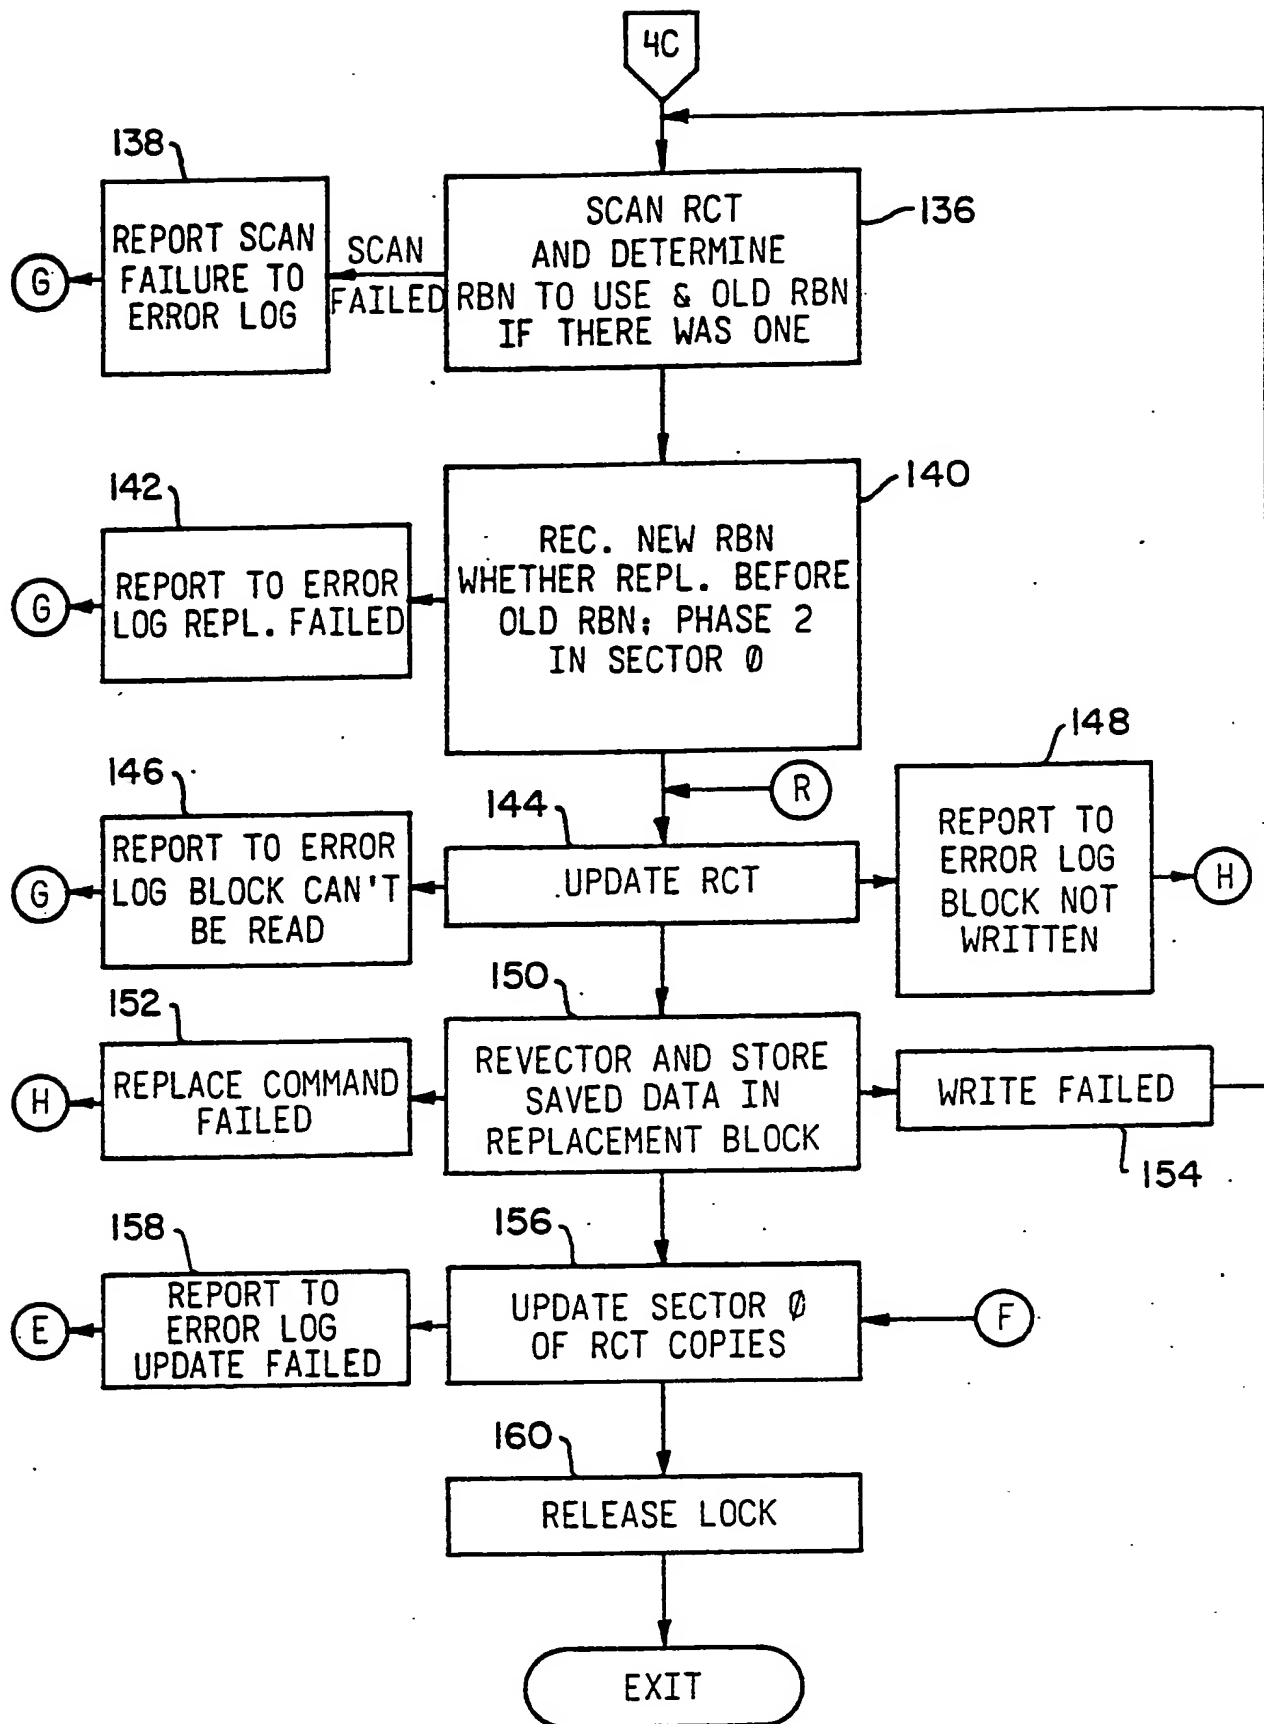 4C
138
REPORT SCAN
FAILURE TO
ERROR LOG
G
SCAN
FAILED
SCAN RCT
AND DETERMINE
RBN TO USE & OLD RBN
IF THERE WAS ONE
136
142
REPORT TO ERROR
LOG REPL. FAILED
G
REC. NEW RBN
WHETHER REPL. BEFORE
OLD RBN; PHASE 2
IN SECTOR Ø
140
R
146
REPORT TO ERROR
LOG BLOCK CAN'T
BE READ
G
144
UPDATE RCT
148
REPORT TO
ERROR LOG
BLOCK NOT
WRITTEN
H
152
REPLACE COMMAND
FAILED
H
150
REVECTOR AND STORE
SAVED DATA IN
REPLACEMENT BLOCK
WRITE FAILED
154
158
REPORT TO
ERROR LOG
UPDATE FAILED
E
156
UPDATE SECTOR Ø
OF RCT COPIES
F
160
RELEASE LOCK
EXIT